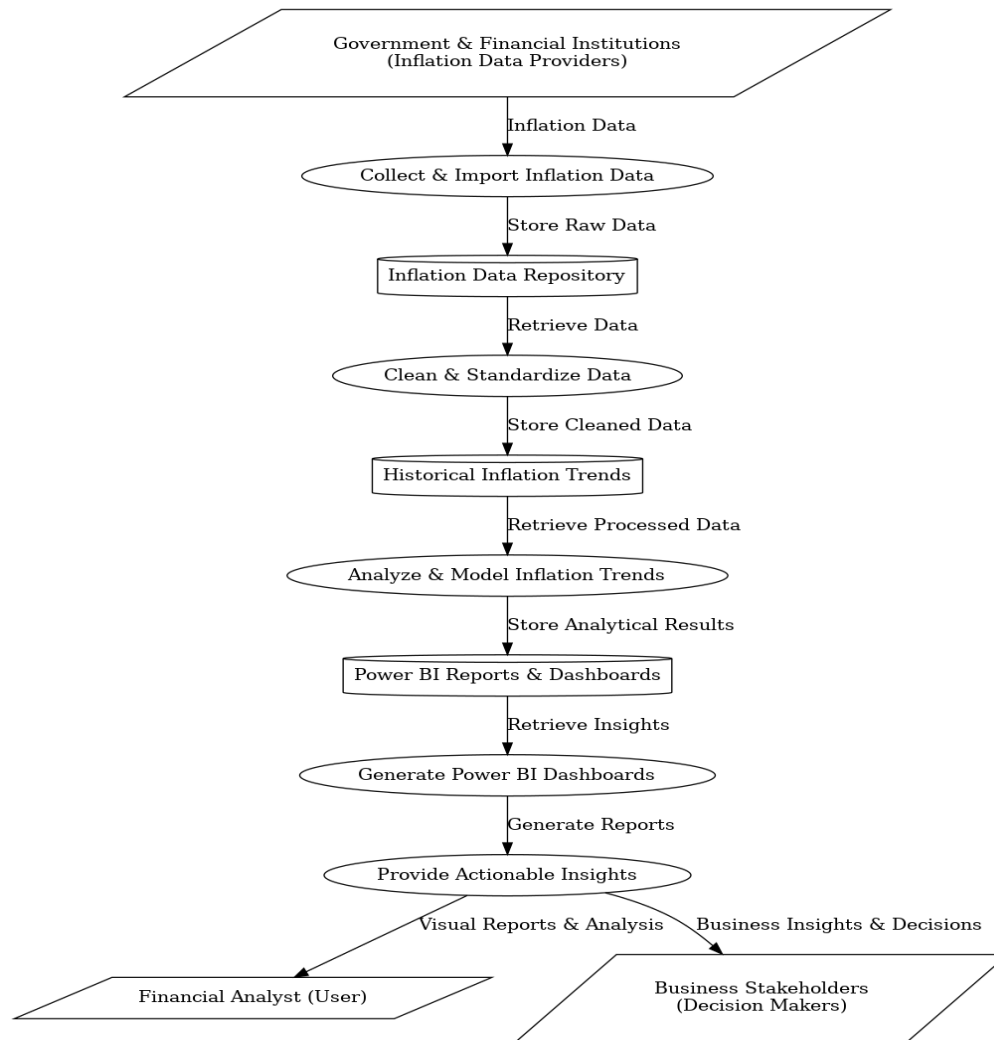 Government & Financial Institutions
(Inflation Data Providers)
Inflation Data
Collect & Import Inflation Data
Store Raw Data
Inflation Data Repository
Retrieve Data
Clean & Standardize Data
Store Cleaned Data
Historical Inflation Trends
Retrieve Processed Data
Analyze & Model Inflation Trends
Store Analytical Results
Power BI Reports & Dashboards
Retrieve Insights
Generate Power BI Dashboards
Generate Reports
Provide Actionable Insights
Visual Reports & Analysis
Business Insights & Decisions
Financial Analyst (User)
Business Stakeholders
(Decision Makers)